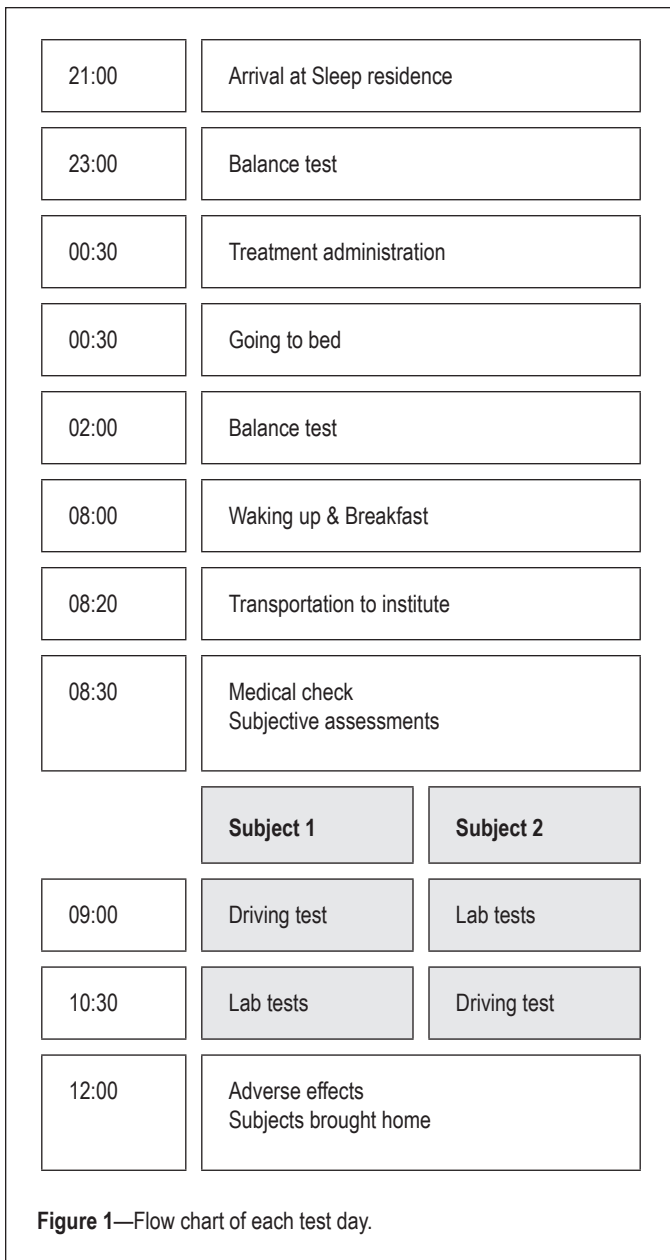 21:00 Arrival at Sleep residence
23:00 Balance test
00:30 Treatment administration
00:30 Going to bed
02:00 Balance test
08:00 Waking up & Breakfast
08:20 Transportation to institute
08:30 Medical check
Subjective assessments
Subject 1 Subject 2
09:00 Driving test Lab tests
10:30 Lab tests Driving test
12:00 Adverse effects
Subjects brought home
Figure 1—Flow chart of each test day.